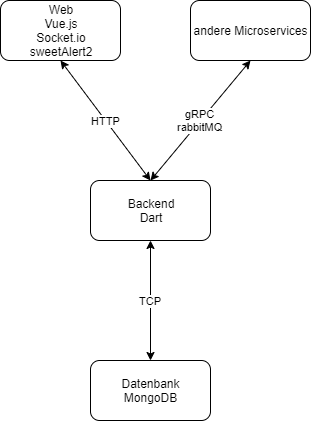 Web
Vue.js
Socket.io
sweetAlert2
andere Microservices
HTTP
gRPC
rabbitMQ
Backend
Dart
TCP
Datenbank
MongoDB